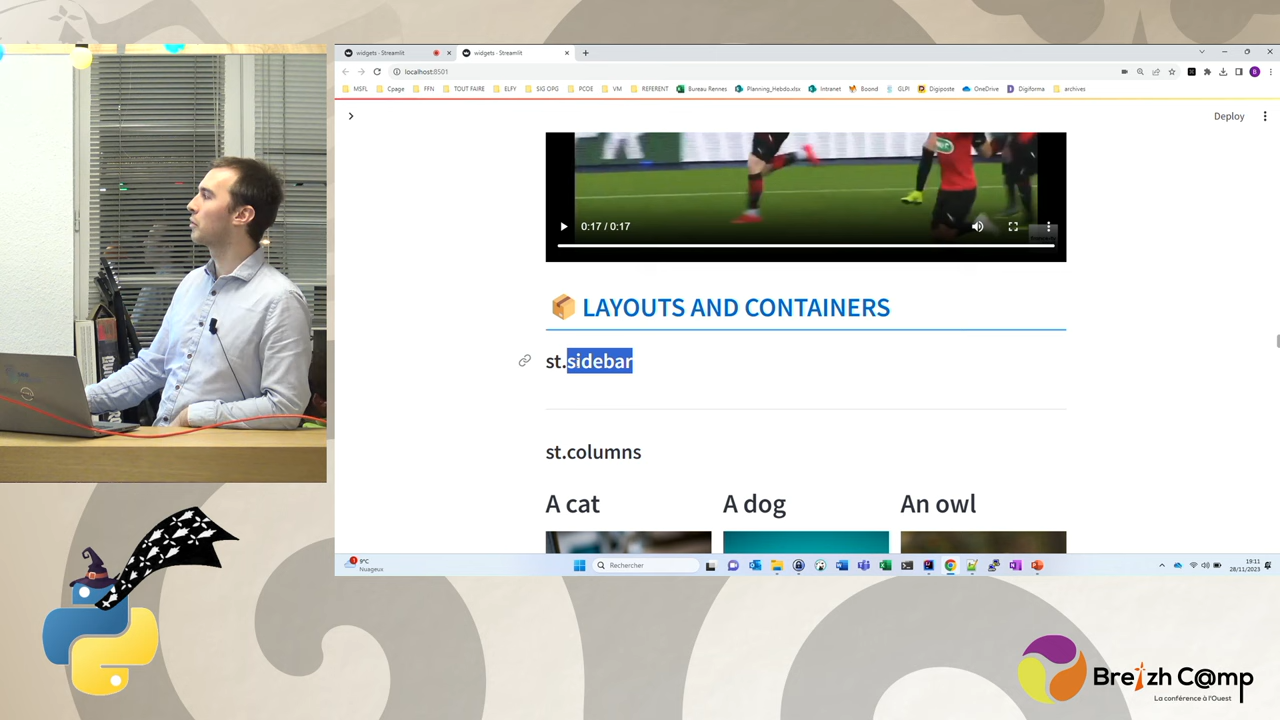 widgets · Streamlit
widgets · Streamlit
localhost:8501
MSFL Cpage FFN TOUT FAIRE ELFY SIG OPG PCOE VM REFERENT Bureau Rennes Planning_Hebdo.xlsx Intranet Boond GLPI Digiposte OneDrive Digiforma archives
Deploy
0:17 / 0:17
📦 LAYOUTS AND CONTAINERS
st.sidebar
st.columns
A cat
A dog
An owl
9°C
Nuageux
Rechercher
19:11
28/11/2023
Breizh C@mp
La conférence à l'Ouest